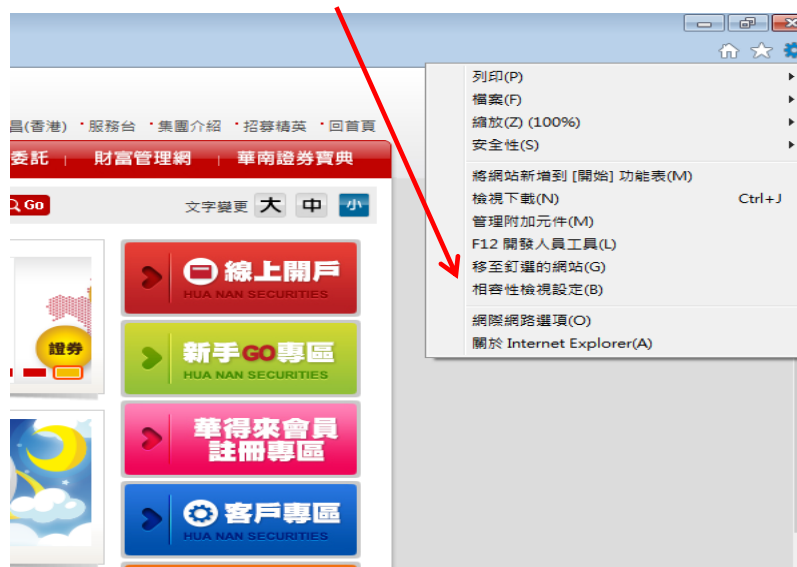 列印(P)
檔案(F)
縮放(Z) (100%)
安全性(S)
將網站新增到 [開始] 功能表(M)
檢視下載(N) Ctrl+J
管理附加元件(M)
F12 開發人員工具(L)
移至釘選的網站(G)
相容性檢視設定(B)
網際網路選項(O)
關於 Internet Explorer(A)
昌(香港) ‧服務台 ‧集團介紹 ‧招募精英 ‧回首頁
委託 | 財富管理網 | 華南證券寶典
Go 文字變更 大 中 小
線上開戶
HUA NAN SECURITIES
證券
新手GO專區
HUA NAN SECURITIES
華得來會員
註冊專區
客戶專區
HUA NAN SECURITIES